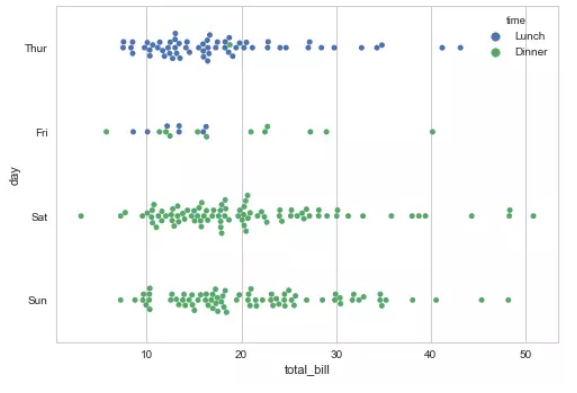 time
Lunch
Dinner
Thur
Fri
Sat
Sun
day
10 20 30 40 50
total_bill